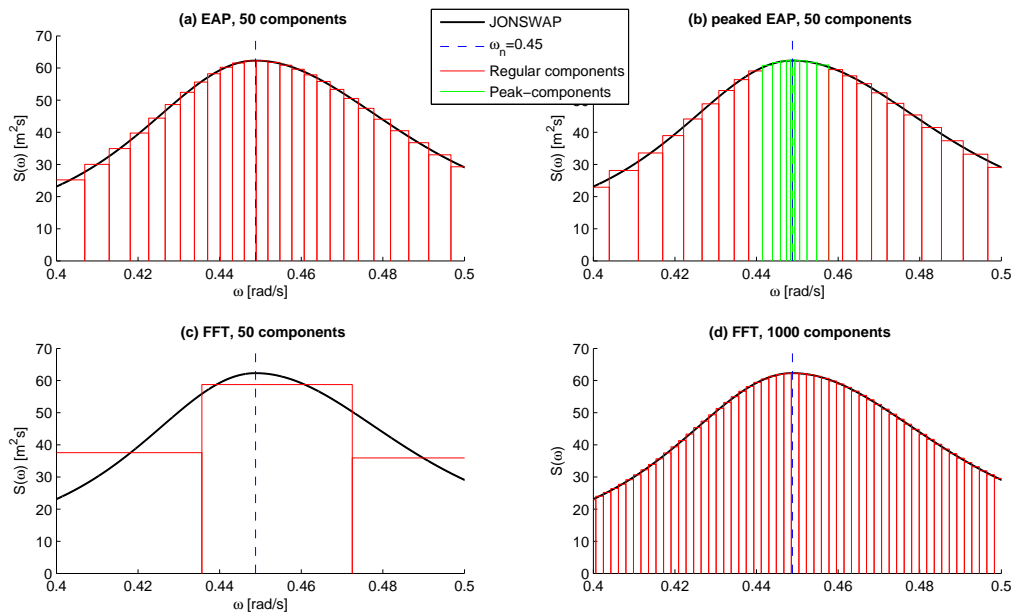 (a) EAP, 50 components
70
60
50
40
30
20
10
0
S(ω) [m²s]
0.4 0.42 0.44 0.46 0.48 0.5
ω [rad/s]
JONSWAP
ω_n=0.45
Regular components
Peak−components
(b) peaked EAP, 50 components
70
60
40
30
20
10
0
S(ω) [m²s]
0.4 0.42 0.44 0.46 0.48 0.5
ω [rad/s]
(c) FFT, 50 components
70
60
50
40
30
20
10
0
S(ω) [m²s]
0.4 0.42 0.44 0.46 0.48 0.5
ω [rad/s]
(d) FFT, 1000 components
70
60
50
40
30
20
10
0
S(ω) [m²s]
0.4 0.42 0.44 0.46 0.48 0.5
ω [rad/s]